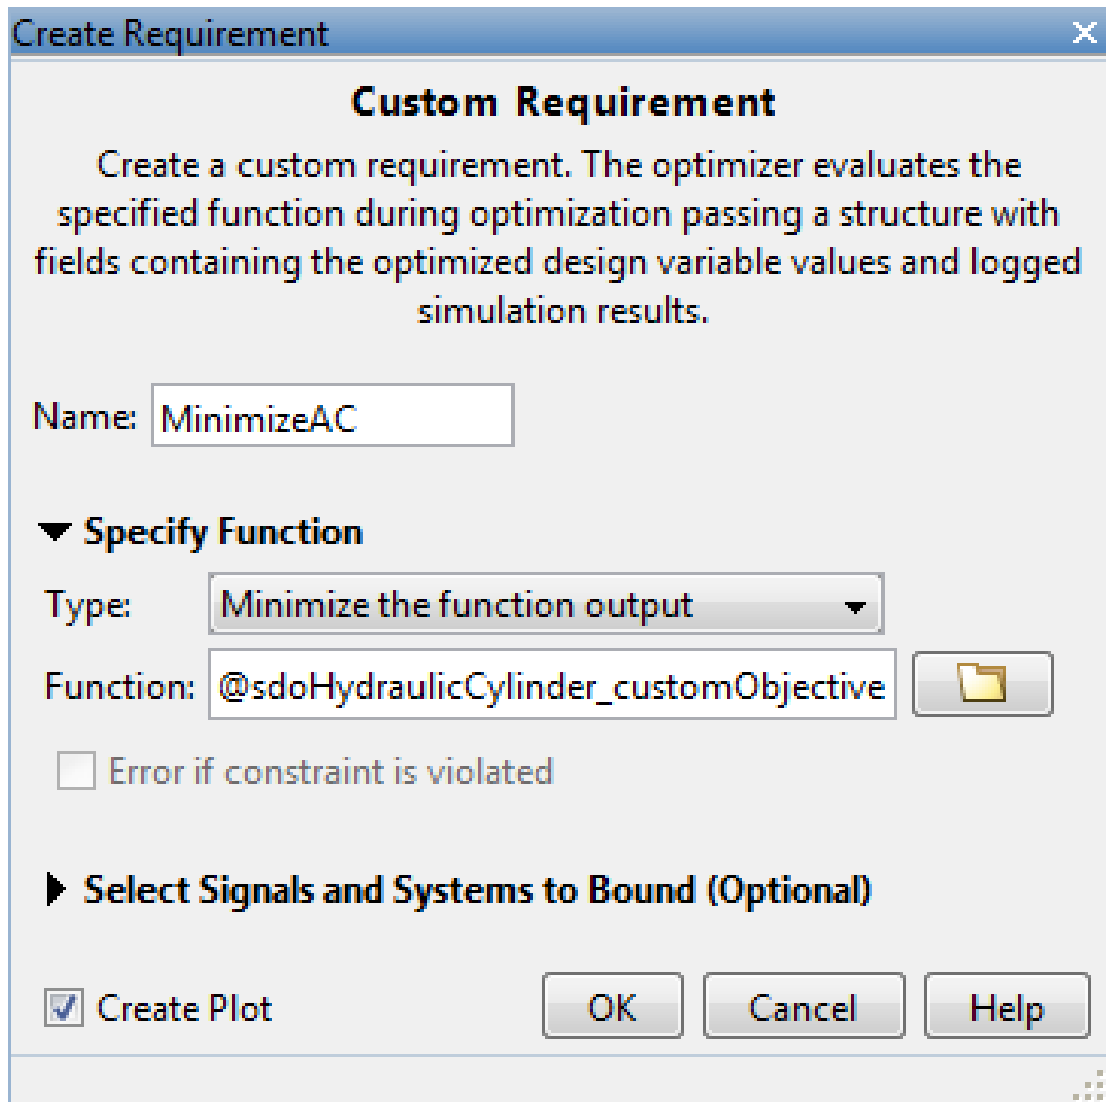 Create Requirement
Custom Requirement
Create a custom requirement. The optimizer evaluates the
specified function during optimization passing a structure with
fields containing the optimized design variable values and logged
simulation results.
Name: MinimizeAC
Specify Function
Type: Minimize the function output
Function: @sdoHydraulicCylinder_customObjective
Error if constraint is violated
Select Signals and Systems to Bound (Optional)
Create Plot OK Cancel Help